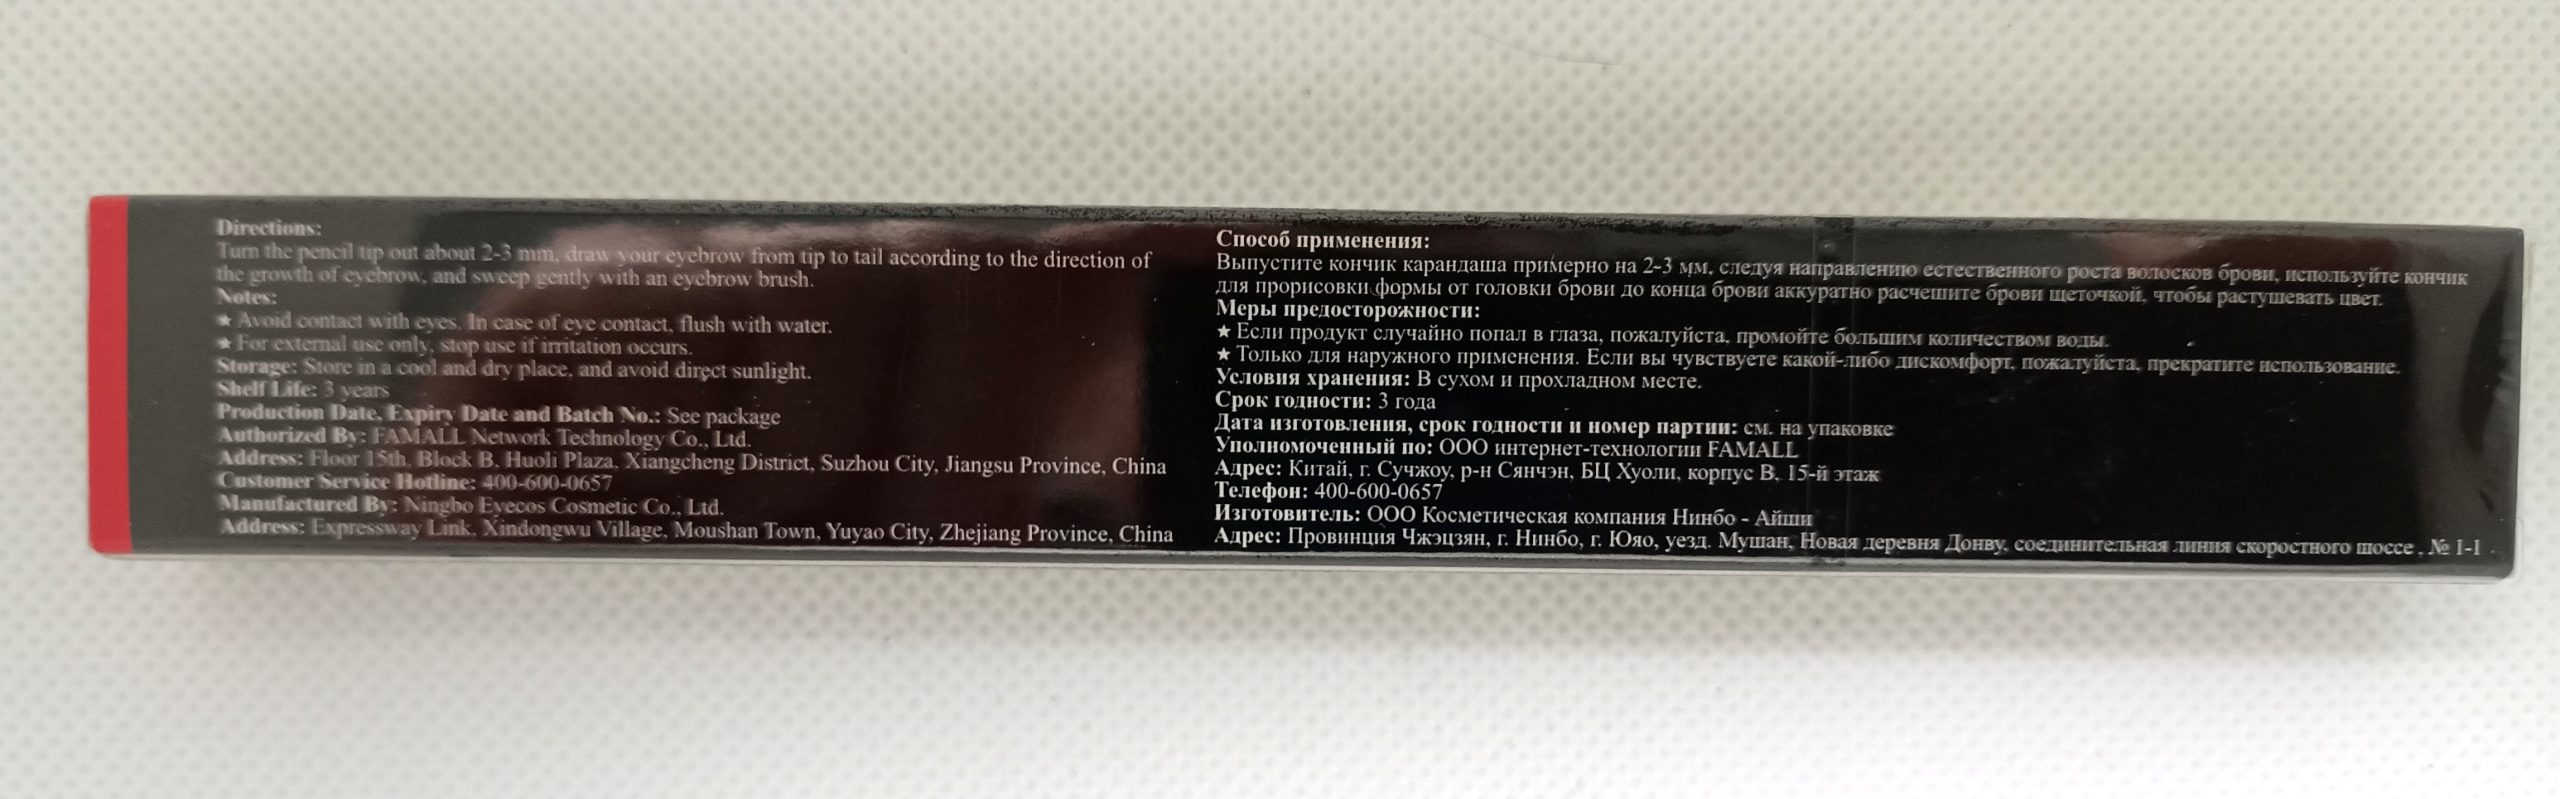 Directions:
Turn the pencil tip out about 2-3 mm, draw your eyebrow from tip to tail according to the direction of
the growth of eyebrow, and sweep gently with an eyebrow brush.
Notes:
★ Avoid contact with eyes. In case of eye contact, flush with water.
★ For external use only, stop use if irritation occurs.
Storage: Store in a cool and dry place, and avoid direct sunlight.
Shelf Life: 3 years
Production Date, Expiry Date and Batch No.: See package
Authorized By: FAMALL Network Technology Co., Ltd.
Address: Floor 15th, Block B, Huoli Plaza, Xiangcheng District, Suzhou City, Jiangsu Province, China
Customer Service Hotline: 400-600-0657
Manufactured By: Ningbo Eyecos Cosmetic Co., Ltd.
Address: Expressway Link, Xindongwu Village, Moushan Town, Yuyao City, Zhejiang Province, China
Способ применения:
Выпустите кончик карандаша примерно на 2-3 мм, следуя направлению естественного роста волосков брови, используйте кончик
для прорисовки формы от головки брови до конца брови аккуратно расчешите брови щеточкой, чтобы растушевать цвет.
Меры предосторожности:
★ Если продукт случайно попал в глаза, пожалуйста, промойте большим количеством воды.
★ Только для наружного применения. Если вы чувствуете какой-либо дискомфорт, пожалуйста, прекратите использование.
Условия хранения: В сухом и прохладном месте.
Срок годности: 3 года
Дата изготовления, срок годности и номер партии: см. на упаковке
Уполномоченный по: ООО интернет-технологии FAMALL
Адрес: Китай, г. Сучжоу, р-н Сянчэн, БЦ Хуоли, корпус В, 15-й этаж
Телефон: 400-600-0657
Изготовитель: ООО Косметическая компания Нинбо - Айши
Адрес: Провинция Чжэцзян, г. Нинбо, г. Юяо, уезд. Мушан, Новая деревня Донву, соединительная линия скоростного шоссе , № 1-1 .